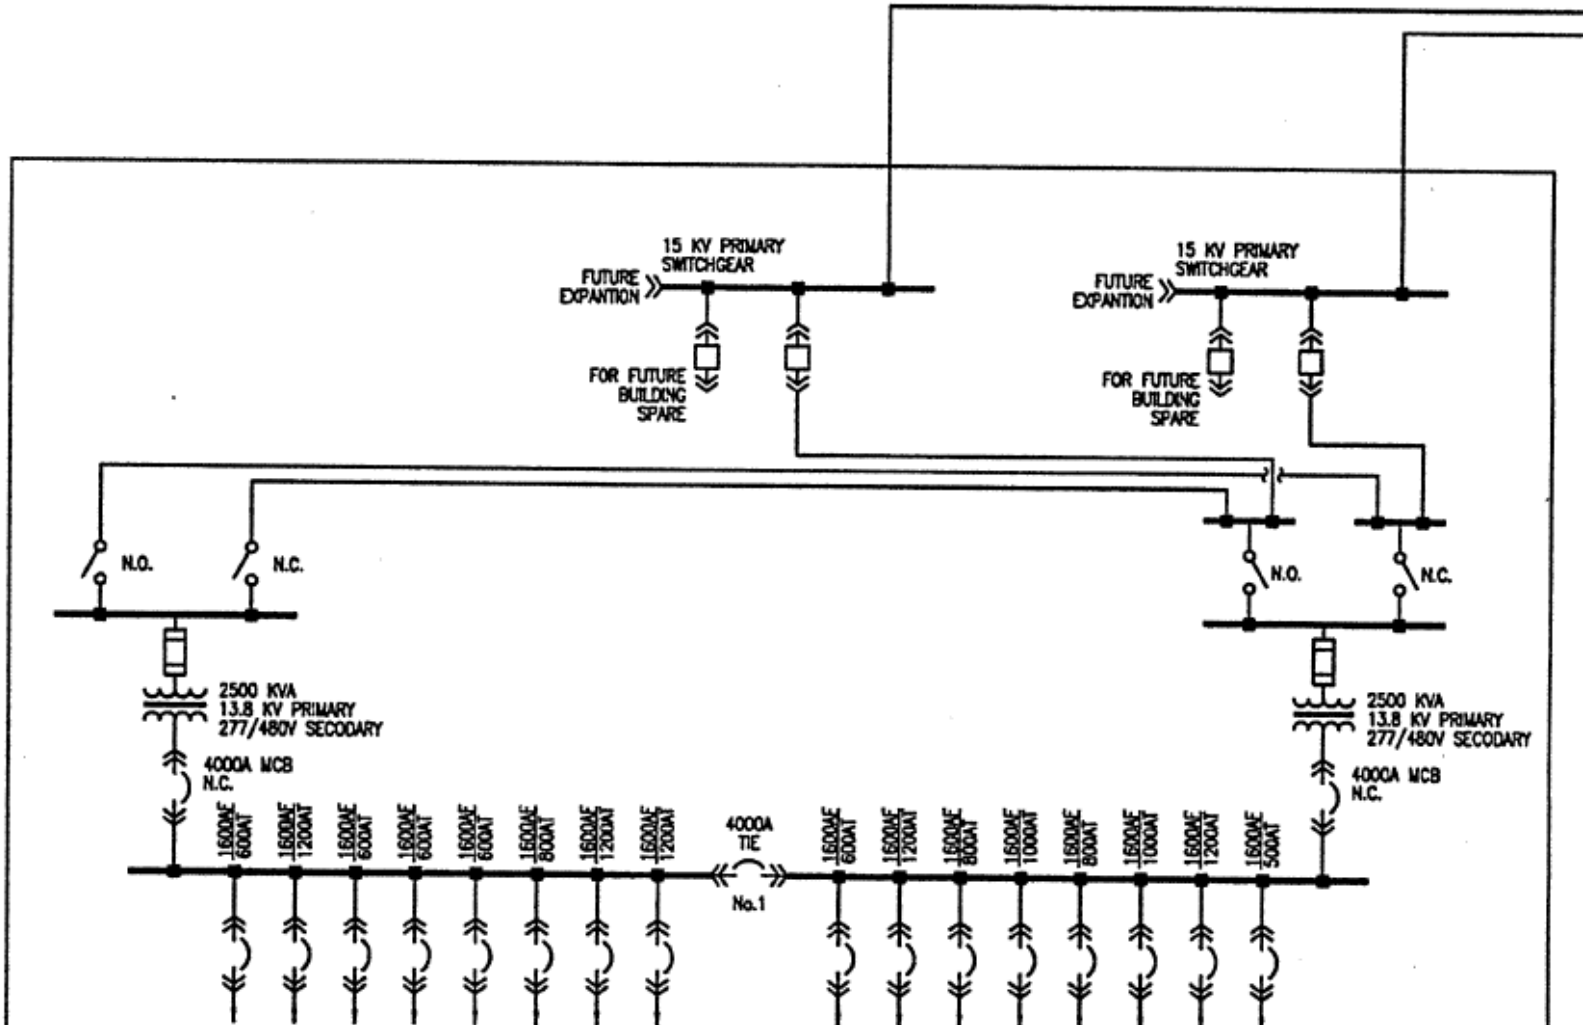 15 KV PRIMARY
SWITCHGEAR
FUTURE
EXPANTION
FOR FUTURE
BUILDING
SPARE
15 KV PRIMARY
SWITCHGEAR
FUTURE
EXPANTION
FOR FUTURE
BUILDING
SPARE
N.O.
N.C.
N.O.
N.C.
2500 KVA
13.8 KV PRIMARY
277/480V SECODARY
4000A MCB
N.C.
2500 KVA
13.8 KV PRIMARY
277/480V SECODARY
4000A MCB
N.C.
1600AF
600AT
1600AF
1200AT
1600AF
600AT
1600AF
600AT
1600AF
600AT
1600AF
800AT
1600AF
1200AT
1600AF
1200AT
4000A
TIE
No.1
1600AF
600AT
1600AF
1200AT
1600AF
800AT
1600AF
1000AT
1600AF
800AT
1600AF
1000AT
1600AF
1200AT
1600AF
500AT